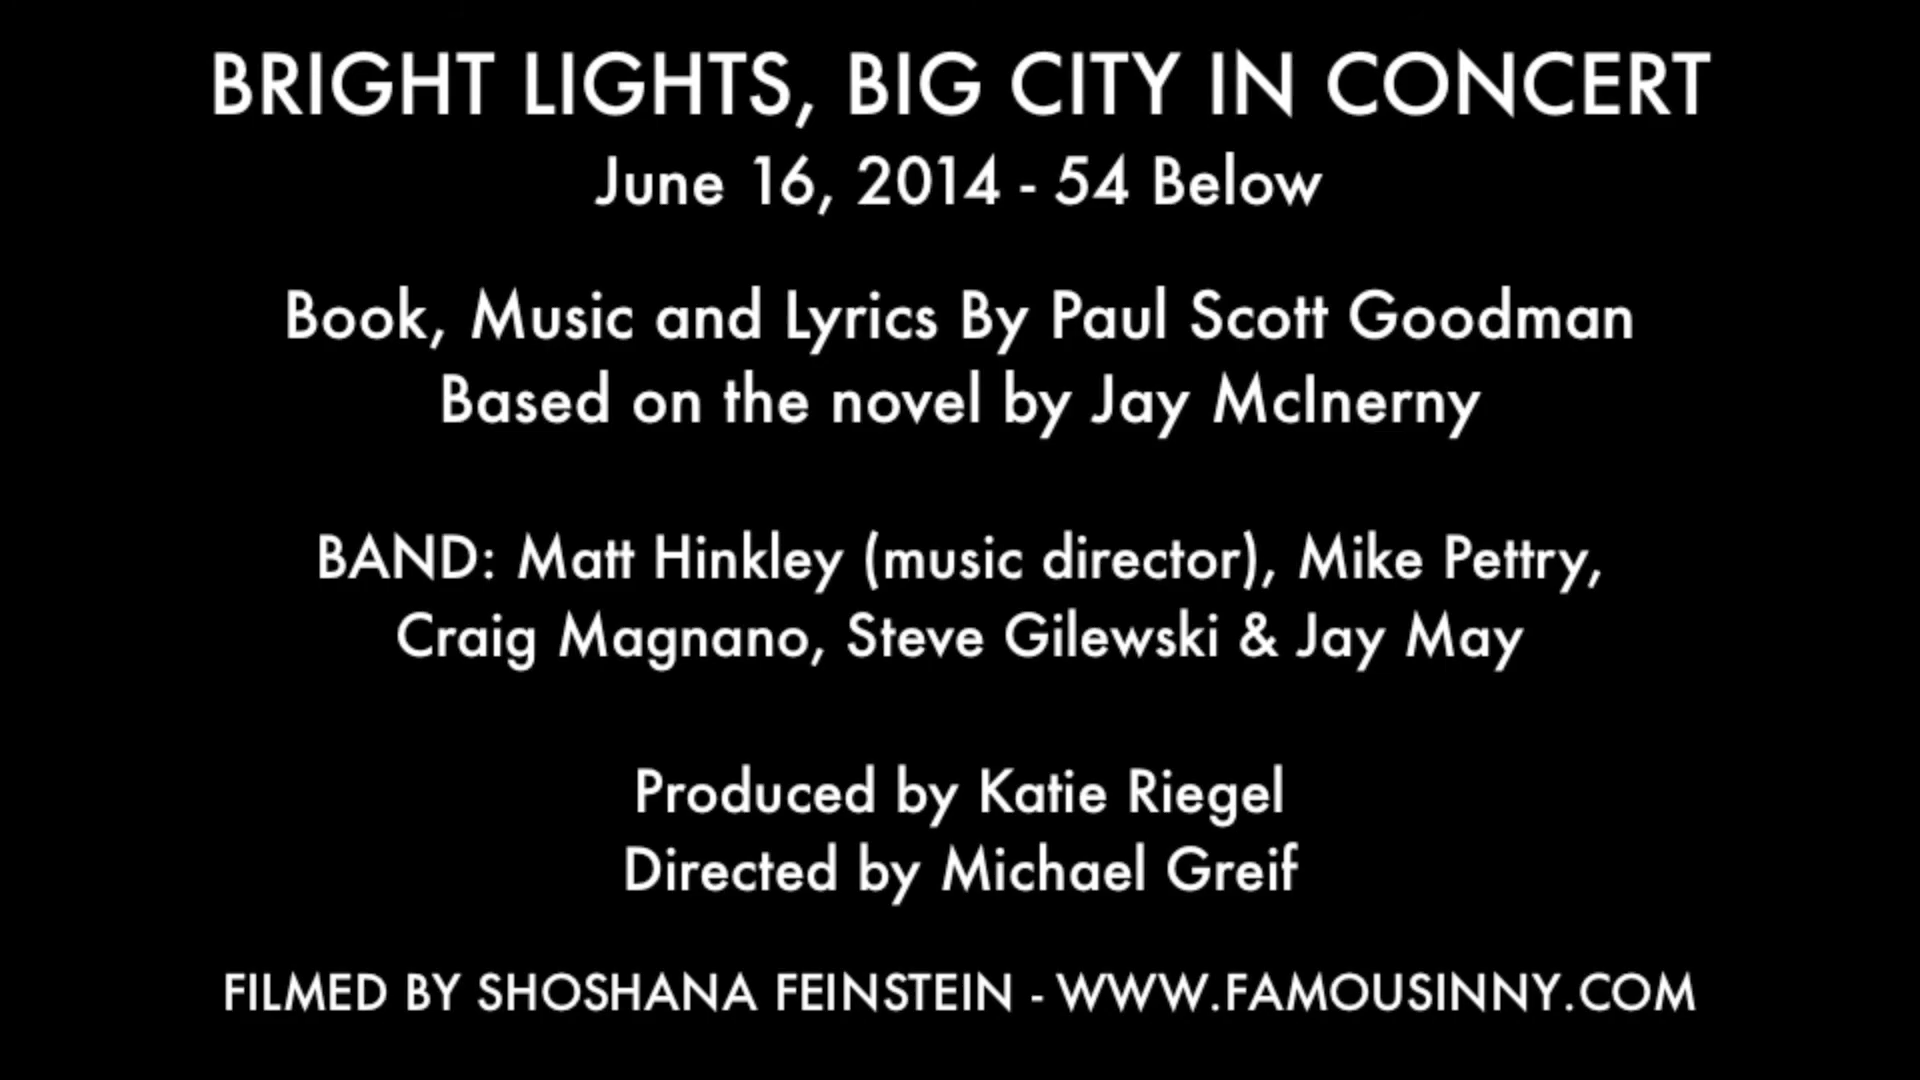 BRIGHT LIGHTS, BIG CITY IN CONCERT
June 16, 2014 - 54 Below
Book, Music and Lyrics By Paul Scott Goodman
Based on the novel by Jay McInerny
BAND: Matt Hinkley (music director), Mike Pettry,
Craig Magnano, Steve Gilewski & Jay May
Produced by Katie Riegel
Directed by Michael Greif
FILMED BY SHOSHANA FEINSTEIN - WWW.FAMOUSINNY.COM